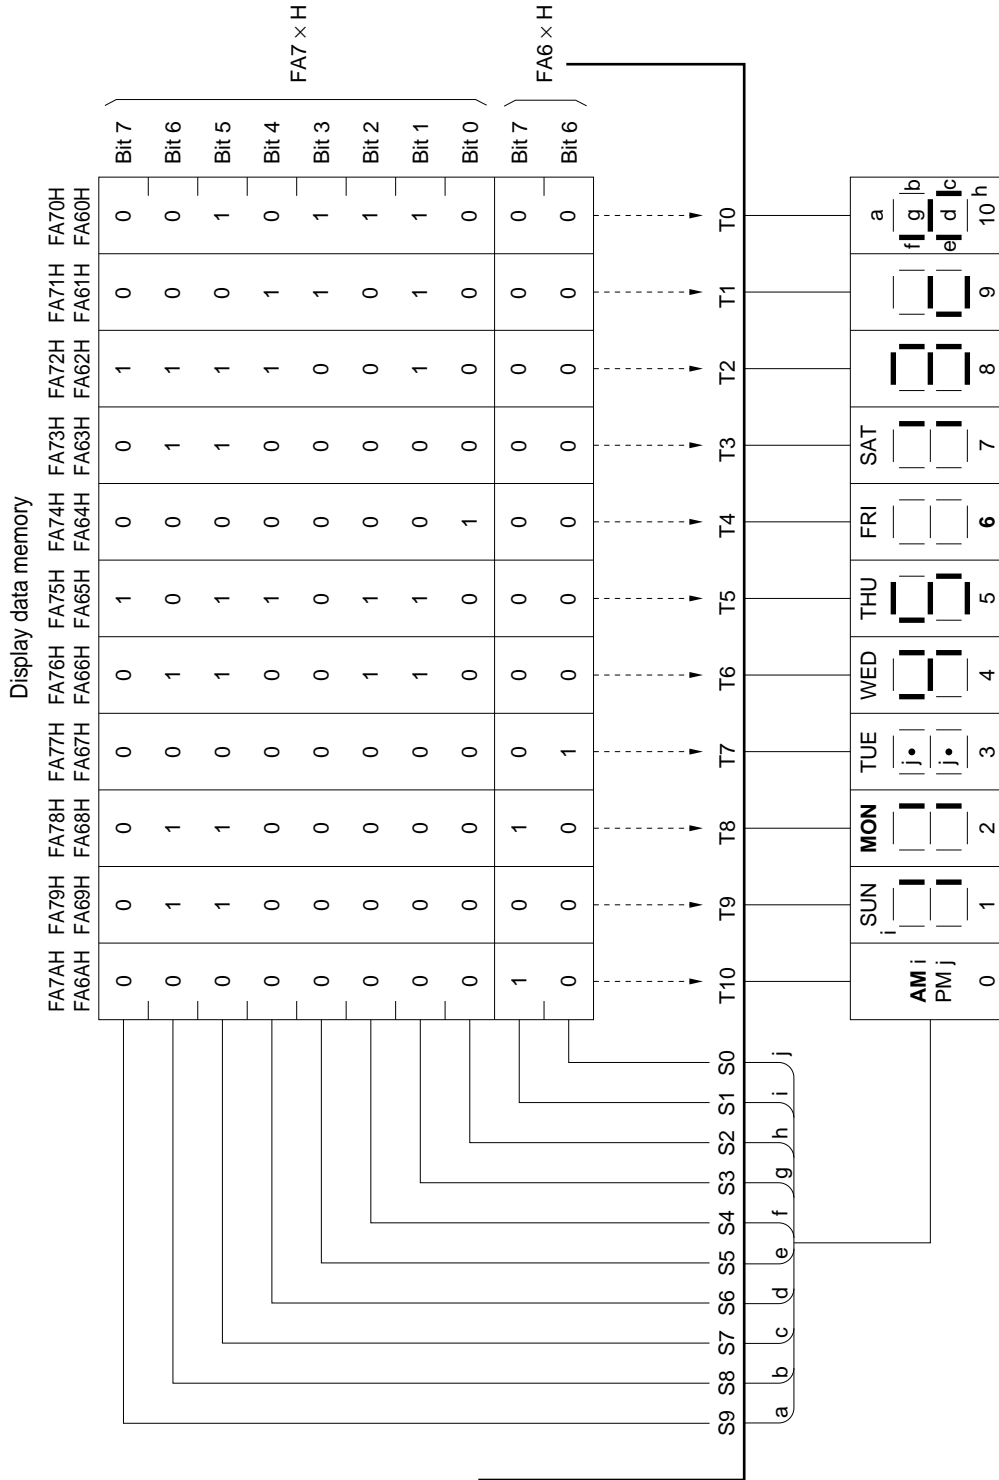 Display data memory
FA7AH FA79H FA78H FA77H FA76H FA75H FA74H FA73H FA72H FA71H FA70H
FA6AH FA69H FA68H FA67H FA66H FA65H FA64H FA63H FA62H FA61H FA60H
0 0 0 0 0 1 0 0 1 0 0 Bit 7
0 1 1 0 1 0 0 1 1 0 0 Bit 6
0 1 1 0 1 1 0 1 1 0 1 Bit 5
0 0 0 0 0 1 0 0 1 1 0 Bit 4
FA7 × H
0 0 0 0 0 0 0 0 0 1 1 Bit 3
0 0 0 0 1 1 0 0 0 0 1 Bit 2
0 0 0 0 1 1 0 0 1 1 1 Bit 1
0 0 0 0 0 0 1 0 0 0 0 Bit 0
1 0 1 0 0 0 0 0 0 0 0 Bit 7
FA6 × H
0 0 0 1 0 0 0 0 0 0 0 Bit 6
S9 S8 S7 S6 S5 S4 S3 S2 S1 S0 T10 T9 T8 T7 T6 T5 T4 T3 T2 T1 T0
a b c d e f g h i j
SUN MON TUE WED THU FRI SAT a
i
AM i j f g b
PM j j e d c
0 1 2 3 4 5 6 7 8 9 10 h